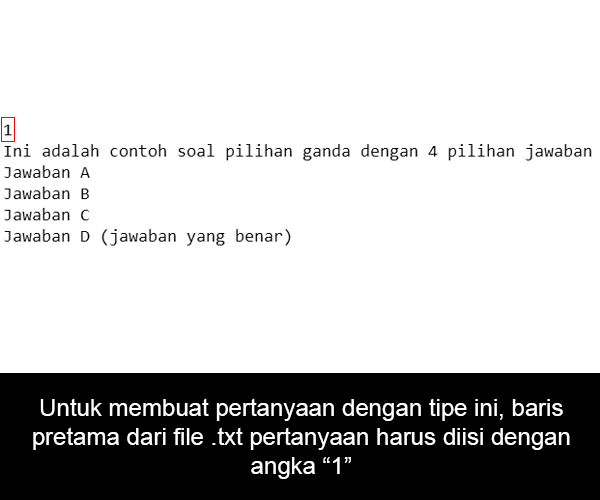 1
Ini adalah contoh soal pilihan ganda dengan 4 pilihan jawaban
Jawaban A
Jawaban B
Jawaban C
Jawaban D (jawaban yang benar)
Untuk membuat pertanyaan dengan tipe ini, baris
pretama dari file .txt pertanyaan harus diisi dengan
angka “1”